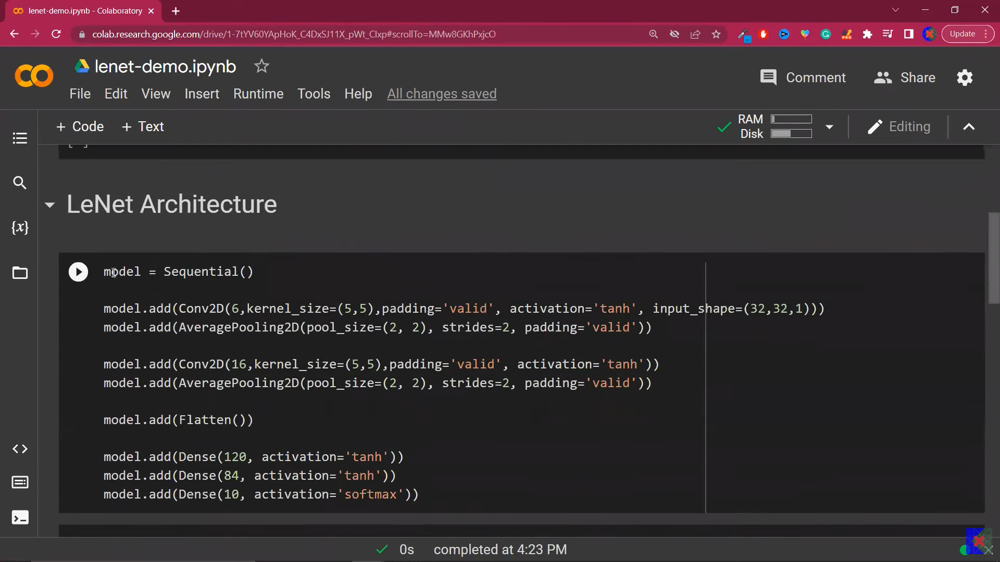 lenet-demo.ipynb - Colaboratory
colab.research.google.com/drive/1-7tYV60YApHoK_C4DxSJ11X_pWt_CIxp#scrollTo=MMw8GKhPxjcO
PRO
Update
lenet-demo.ipynb
Comment
Share
File Edit View Insert Runtime Tools Help All changes saved
+ Code + Text
RAM
Disk
Editing
[ ]
LeNet Architecture
{x}
model = Sequential()
model.add(Conv2D(6,kernel_size=(5,5),padding='valid', activation='tanh', input_shape=(32,32,1)))
model.add(AveragePooling2D(pool_size=(2, 2), strides=2, padding='valid'))
model.add(Conv2D(16,kernel_size=(5,5),padding='valid', activation='tanh'))
model.add(AveragePooling2D(pool_size=(2, 2), strides=2, padding='valid'))
model.add(Flatten())
model.add(Dense(120, activation='tanh'))
model.add(Dense(84, activation='tanh'))
model.add(Dense(10, activation='softmax'))
0s completed at 4:23 PM